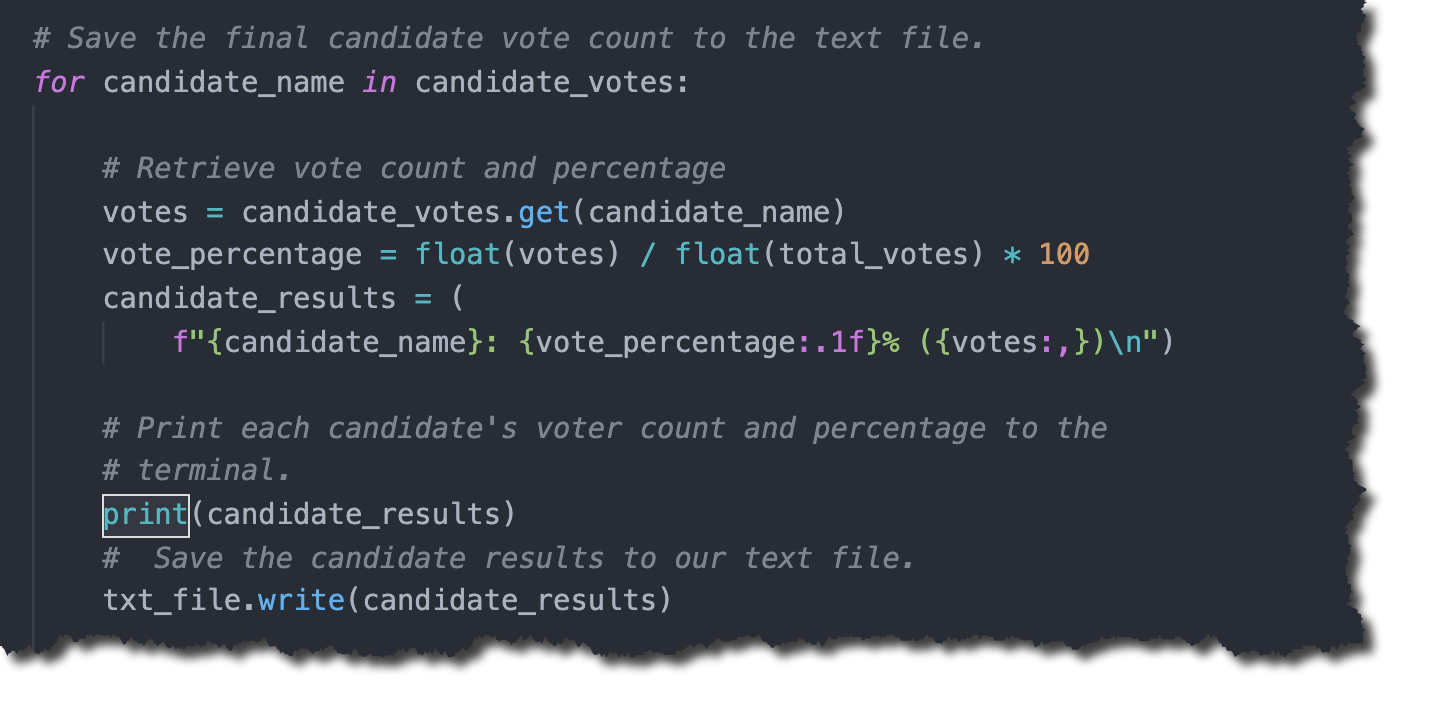 # Save the final candidate vote count to the text file.
for candidate_name in candidate_votes:
# Retrieve vote count and percentage
votes = candidate_votes.get(candidate_name)
vote_percentage = float(votes) / float(total_votes) * 100
candidate_results = (
f"{candidate_name}: {vote_percentage:.1f}% ({votes:,})\n")
# Print each candidate's voter count and percentage to the
# terminal.
print(candidate_results)
#  Save the candidate results to our text file.
txt_file.write(candidate_results)